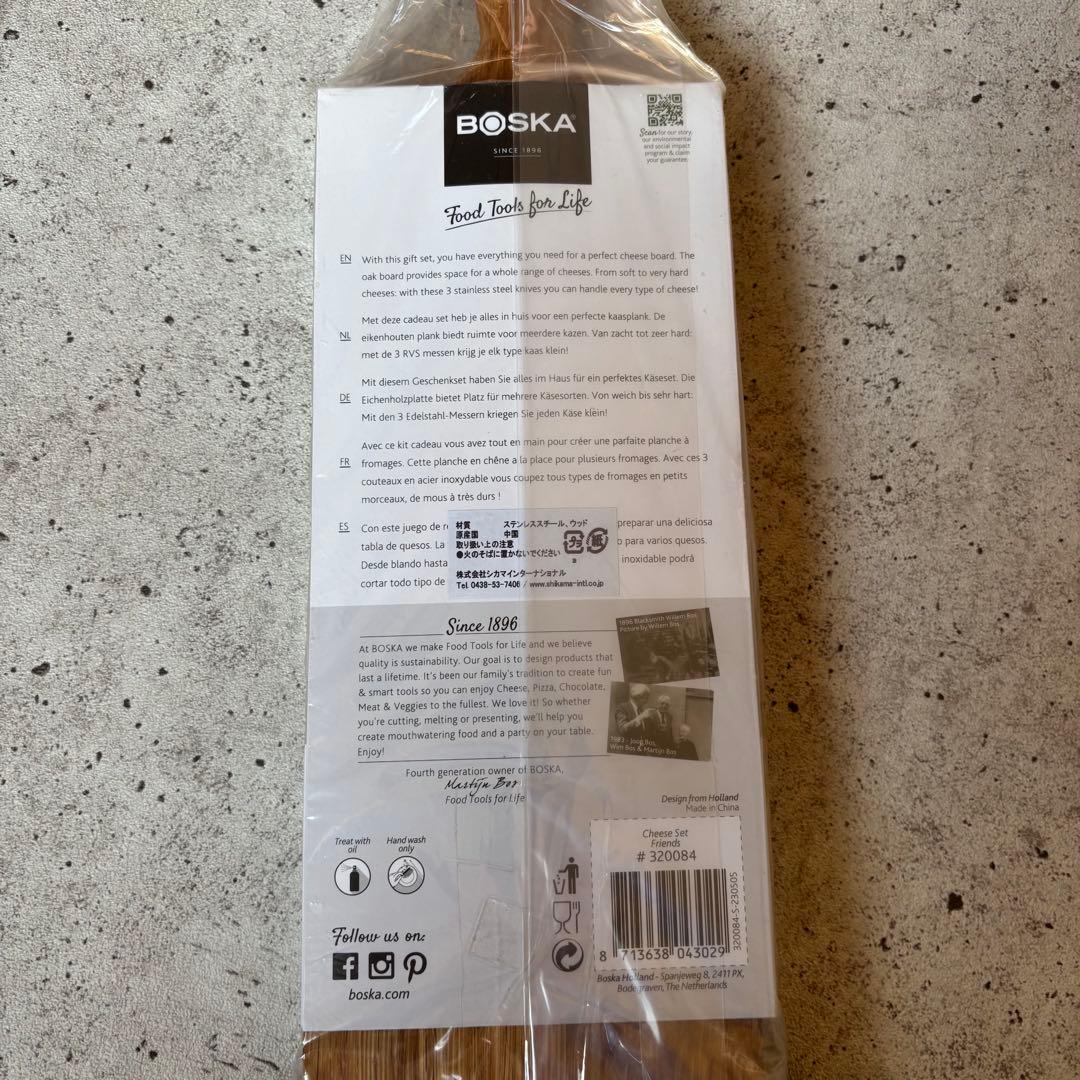 BOSKA
SINCE 1896
Food Tools for Life
Scan for our story,
our environmental
and social impact
program & claim
your guarantee.
EN With this gift set, you have everything you need for a perfect cheese board. The
oak board provides space for a whole range of cheeses. From soft to very hard
cheeses: with these 3 stainless steel knives you can handle every type of cheese!
Met deze cadeau set heb je alles in huis voor een perfecte kaasplank. De
NL eikenhouten plank biedt ruimte voor meerdere kazen. Van zacht tot zeer hard:
met de 3 RVS messen krijg je elk type kaas klein!
Mit diesem Geschenkset haben Sie alles im Haus für ein perfektes Käseset. Die
DE Eichenholzplatte bietet Platz für mehrere Käsesorten. Von weich bis sehr hart:
Mit den 3 Edelstahl-Messern kriegen Sie jeden Käse klein!
Avec ce kit cadeau vous avez tout en main pour créer une parfaite planche à
FR fromages. Cette planche en chêne a la place pour plusieurs fromages. Avec ces 3
couteaux en acier inoxydable vous coupez tous types de fromages en petits
morceaux, de mous à très durs !
ES Con este juego de preparar una deliciosa
tabla de quesos. La para varios quesos.
Desde blando hasta inoxidable podrá
cortar todo tipo de
材質 ステンレススチール、ウッド
原産国 中国
取り扱い上の注意
●火のそばに置かないでください
プラ 紙
株式会社シカマインターナショナル
Tel. 0438-53-7406 / www.shikama-intl.co.jp
Since 1896
At BOSKA we make Food Tools for Life and we believe
quality is sustainability. Our goal is to design products that
last a lifetime. It's been our family's tradition to create fun
& smart tools so you can enjoy Cheese, Pizza, Chocolate,
Meat & Veggies to the fullest. We love it! So whether
you're cutting, melting or presenting, we'll help you
create mouthwatering food and a party on your table.
Enjoy!
1896 Blacksmith Willem Bos,
Picture by Willem Bos
1983 - Joop Bos,
Wim Bos & Martijn Bos
Fourth generation owner of BOSKA,
Martijn Bos
Food Tools for Life
Design from Holland
Made in China
Treat with
oil
Hand wash
only
Cheese Set
Friends
# 320084
320084-S-230505
8 713638 043029
Follow us on:
boska.com
Boska Holland - Spanjeweg 8, 2411 PX,
Bodegraven, The Netherlands